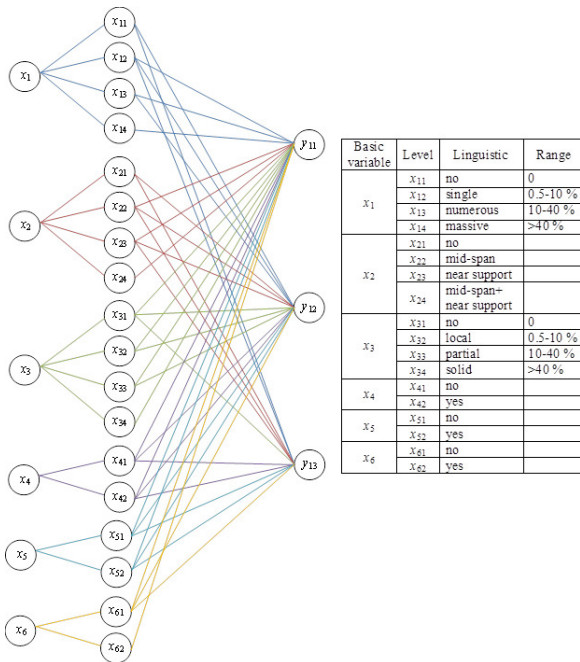 x₁
x₂
x₃
x₄
x₅
x₆
x₁₁
x₁₂
x₁₃
x₁₄
x₂₁
x₂₂
x₂₃
x₂₄
x₃₁
x₃₂
x₃₃
x₃₄
x₄₁
x₄₂
x₅₁
x₅₂
x₆₁
x₆₂
y₁₁
y₁₂
y₁₃
Basic variable Level Linguistic Range
x₁ x₁₁ no 0
x₁₂ single 0.5-10 %
x₁₃ numerous 10-40 %
x₁₄ massive >40 %
x₂ x₂₁ no
x₂₂ mid-span
x₂₃ near support
x₂₄ mid-span+
near support
x₃ x₃₁ no 0
x₃₂ local 0.5-10 %
x₃₃ partial 10-40 %
x₃₄ solid >40 %
x₄ x₄₁ no
x₄₂ yes
x₅ x₅₁ no
x₅₂ yes
x₆ x₆₁ no
x₆₂ yes